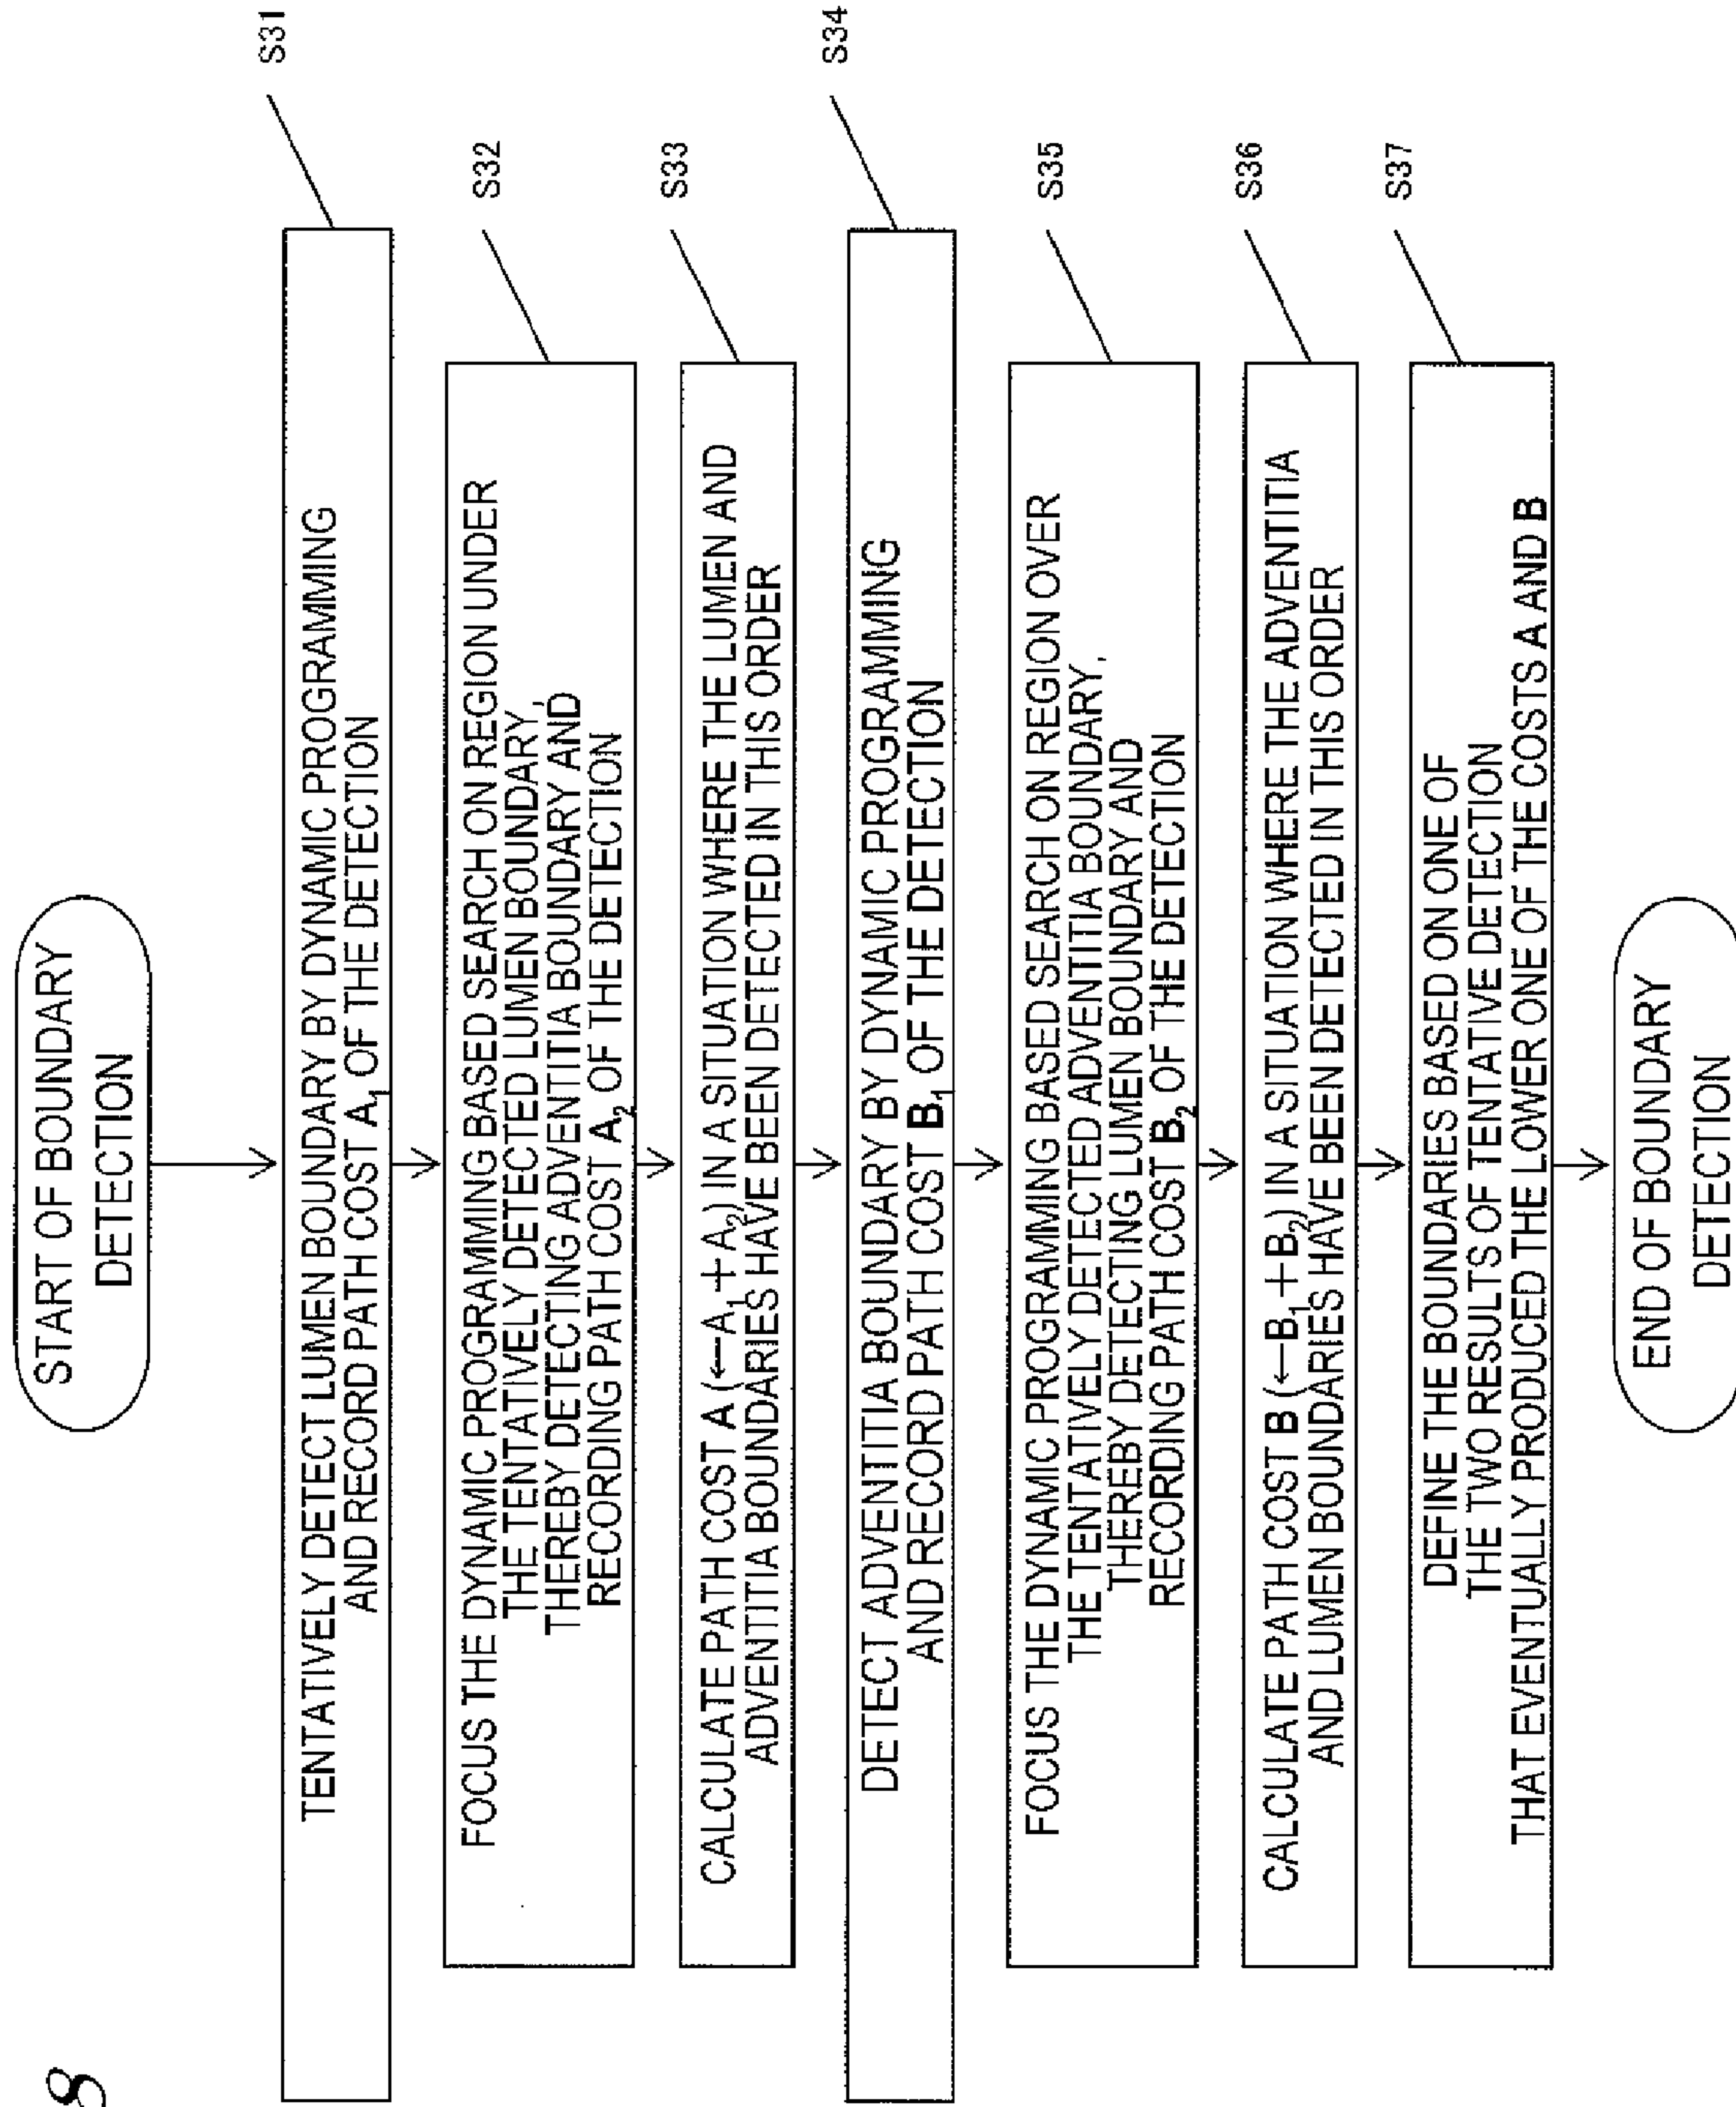 8
START OF BOUNDARY
DETECTION
S31
TENTATIVELY DETECT LUMEN BOUNDARY BY DYNAMIC PROGRAMMING
AND RECORD PATH COST A₁ OF THE DETECTION
S32
FOCUS THE DYNAMIC PROGRAMING BASED SEARCH ON REGION UNDER
THE TENTATIVELY DETECTED LUMEN BOUNDARY,
THEREBY DETECTING ADVENTITIA BOUNDARY AND
RECORDING PATH COST A₂ OF THE DETECTION
S33
CALCULATE PATH COST A (←A₁+A₂) IN A SITUATION WHERE THE LUMEN AND
ADVENTITIA BOUNDARIES HAVE BEEN DETECTED IN THIS ORDER
S34
DETECT ADVENTITIA BOUNDARY BY DYNAMIC PROGRAMMING
AND RECORD PATH COST B₁ OF THE DETECTION
S35
FOCUS THE DYNAMIC PROGRAMING BASED SEARCH ON REGION OVER
THE TENTATIVELY DETECTED ADVENTITIA BOUNDARY,
THEREBY DETECTING LUMEN BOUNDARY AND
RECORDING PATH COST B₂ OF THE DETECTION
S36
CALCULATE PATH COST B (←B₁+B₂) IN A SITUATION WHERE THE ADVENTITIA
AND LUMEN BOUNDARIES HAVE BEEN DETECTED IN THIS ORDER
S37
DEFINE THE BOUNDARIES BASED ON ONE OF
THE TWO RESULTS OF TENTATIVE DETECTION
THAT EVENTUALLY PRODUCED THE LOWER ONE OF THE COSTS A AND B
END OF BOUNDARY
DETECTION